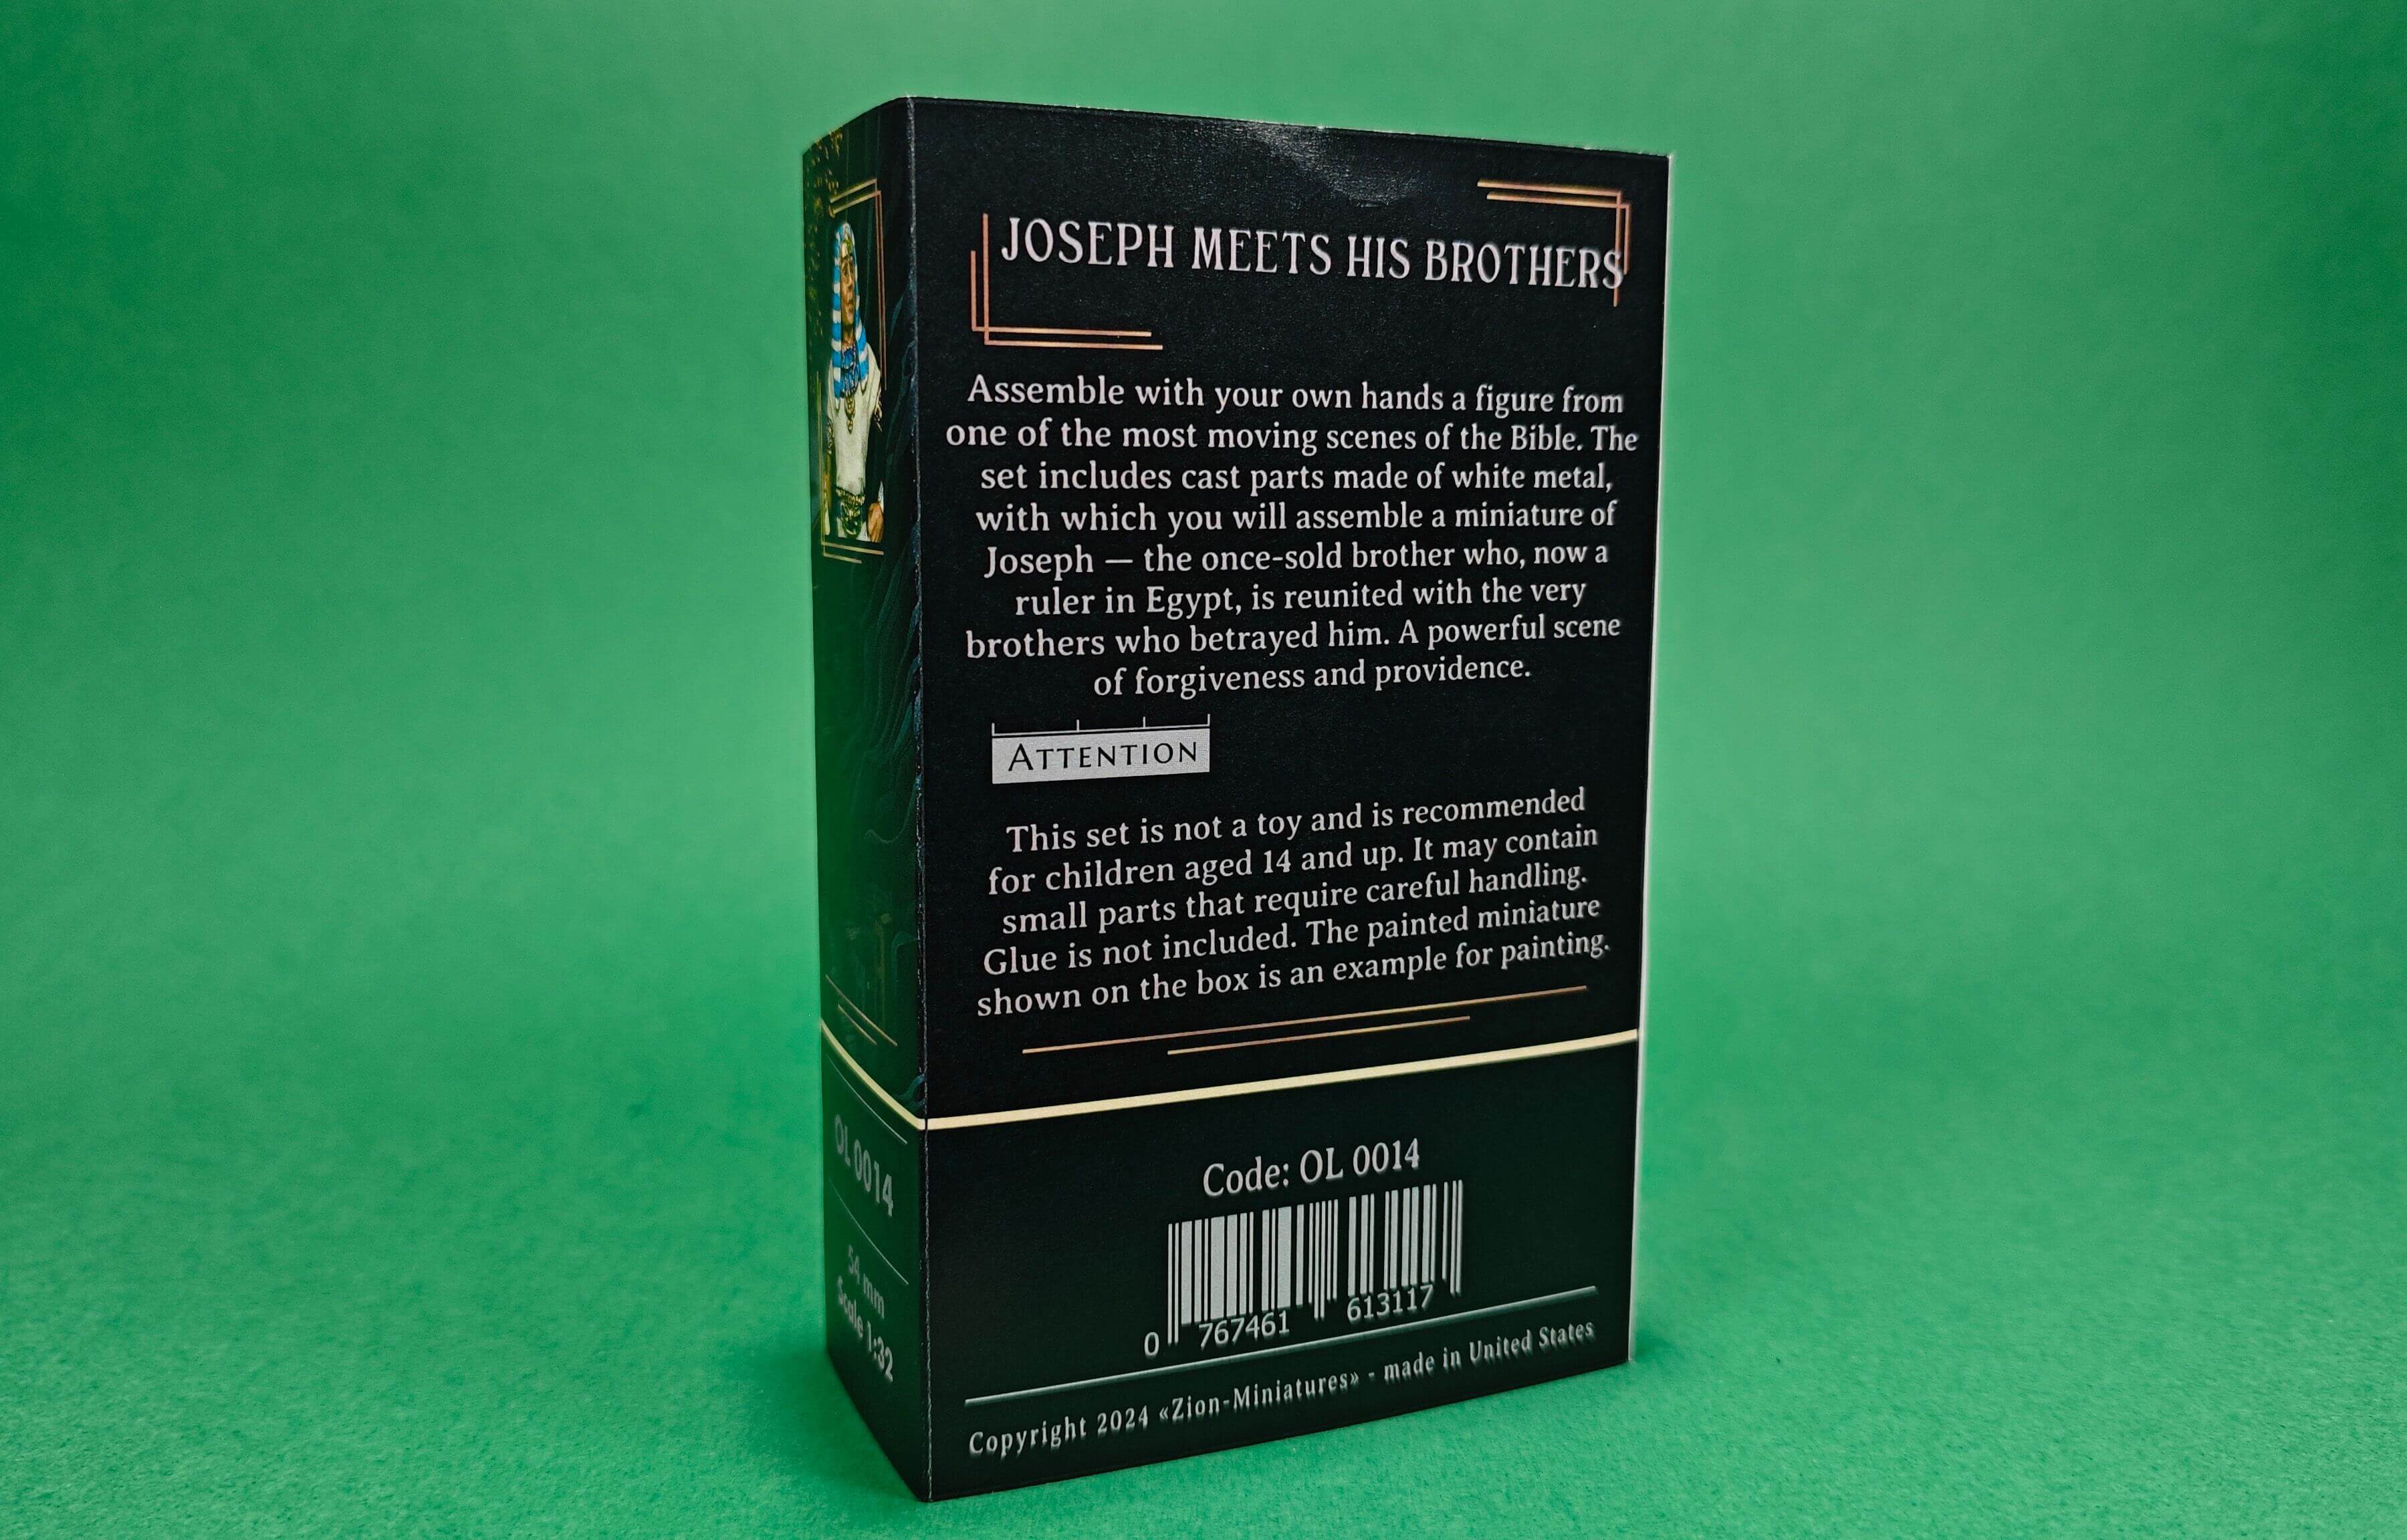 JOSEPH MEETS HIS BROTHERS
Assemble with your own hands a figure from
one of the most moving scenes of the Bible. The
set includes cast parts made of white metal,
with which you will assemble a miniature of
Joseph — the once-sold brother who, now a
ruler in Egypt, is reunited with the very
brothers who betrayed him. A powerful scene
of forgiveness and providence.
ATTENTION
This set is not a toy and is recommended
for children aged 14 and up. It may contain
small parts that require careful handling.
Glue is not included. The painted miniature
shown on the box is an example for painting.
Code: OL 0014
0 767461 613117
Copyright 2024 «Zion-Miniatures» - made in United States
OL 0014
54 mm
Scale 1:32